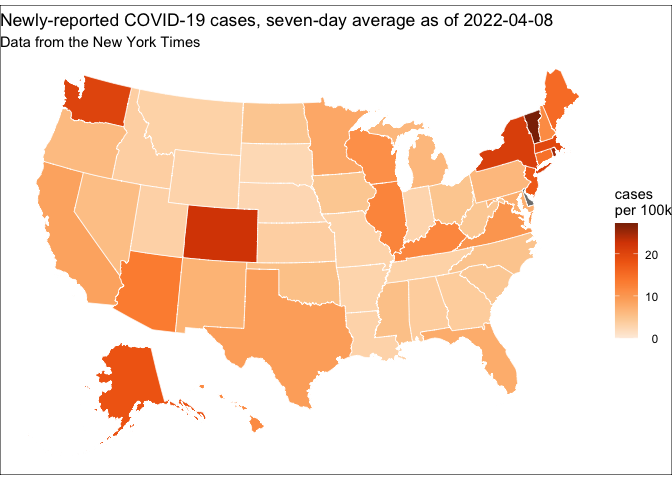 Newly-reported COVID-19 cases, seven-day average as of 2022-04-08
Data from the New York Times
cases
per 100k
20
10
0